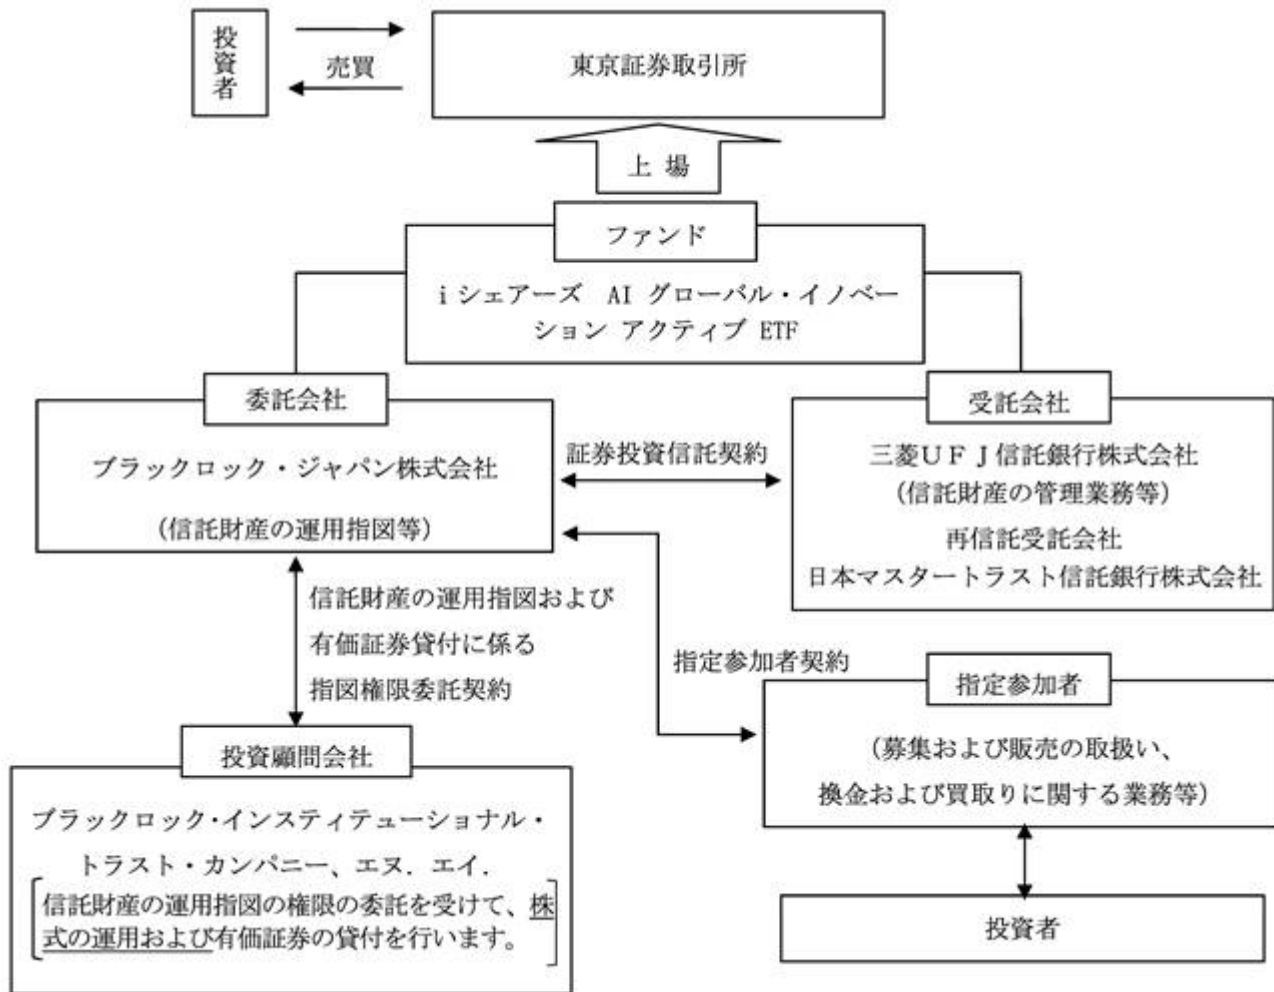 投資者
売買
東京証券取引所
上 場
ファンド
iシェアーズ AI グローバル・イノベー
ション アクティブ ETF
委託会社
ブラックロック・ジャパン株式会社
(信託財産の運用指図等)
証券投資信託契約
受託会社
三菱UFJ信託銀行株式会社
(信託財産の管理業務等)
再信託受託会社
日本マスタートラスト信託銀行株式会社
信託財産の運用指図および
有価証券貸付に係る
指図権限委託契約
指定参加者契約
指定参加者
(募集および販売の取扱い、
換金および買取りに関する業務等)
投資顧問会社
ブラックロック・インスティテューショナル・
トラスト・カンパニー、エヌ.エイ.
信託財産の運用指図の権限の委託を受けて、株
式の運用および有価証券の貸付を行います。
投資者